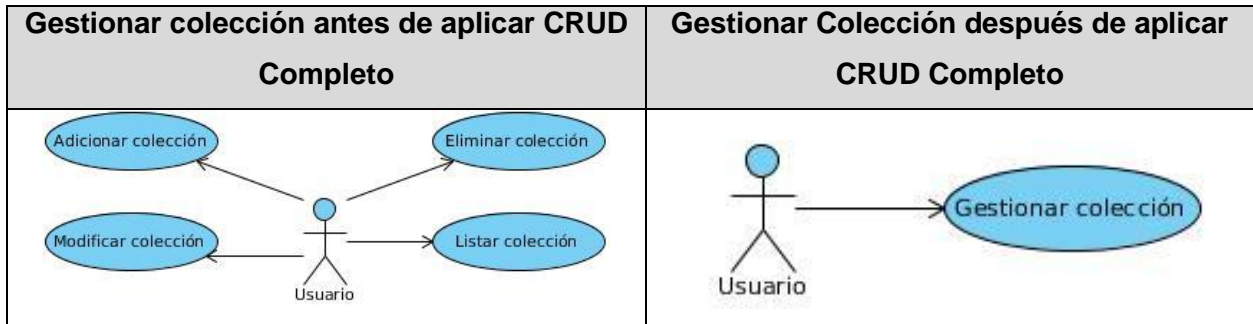 Gestionar colección antes de aplicar CRUD
Completo
Gestionar Colección después de aplicar
CRUD Completo
Adicionar colección
Eliminar colección
Modificar colección
Listar colección
Usuario
Gestionar colección
Usuario